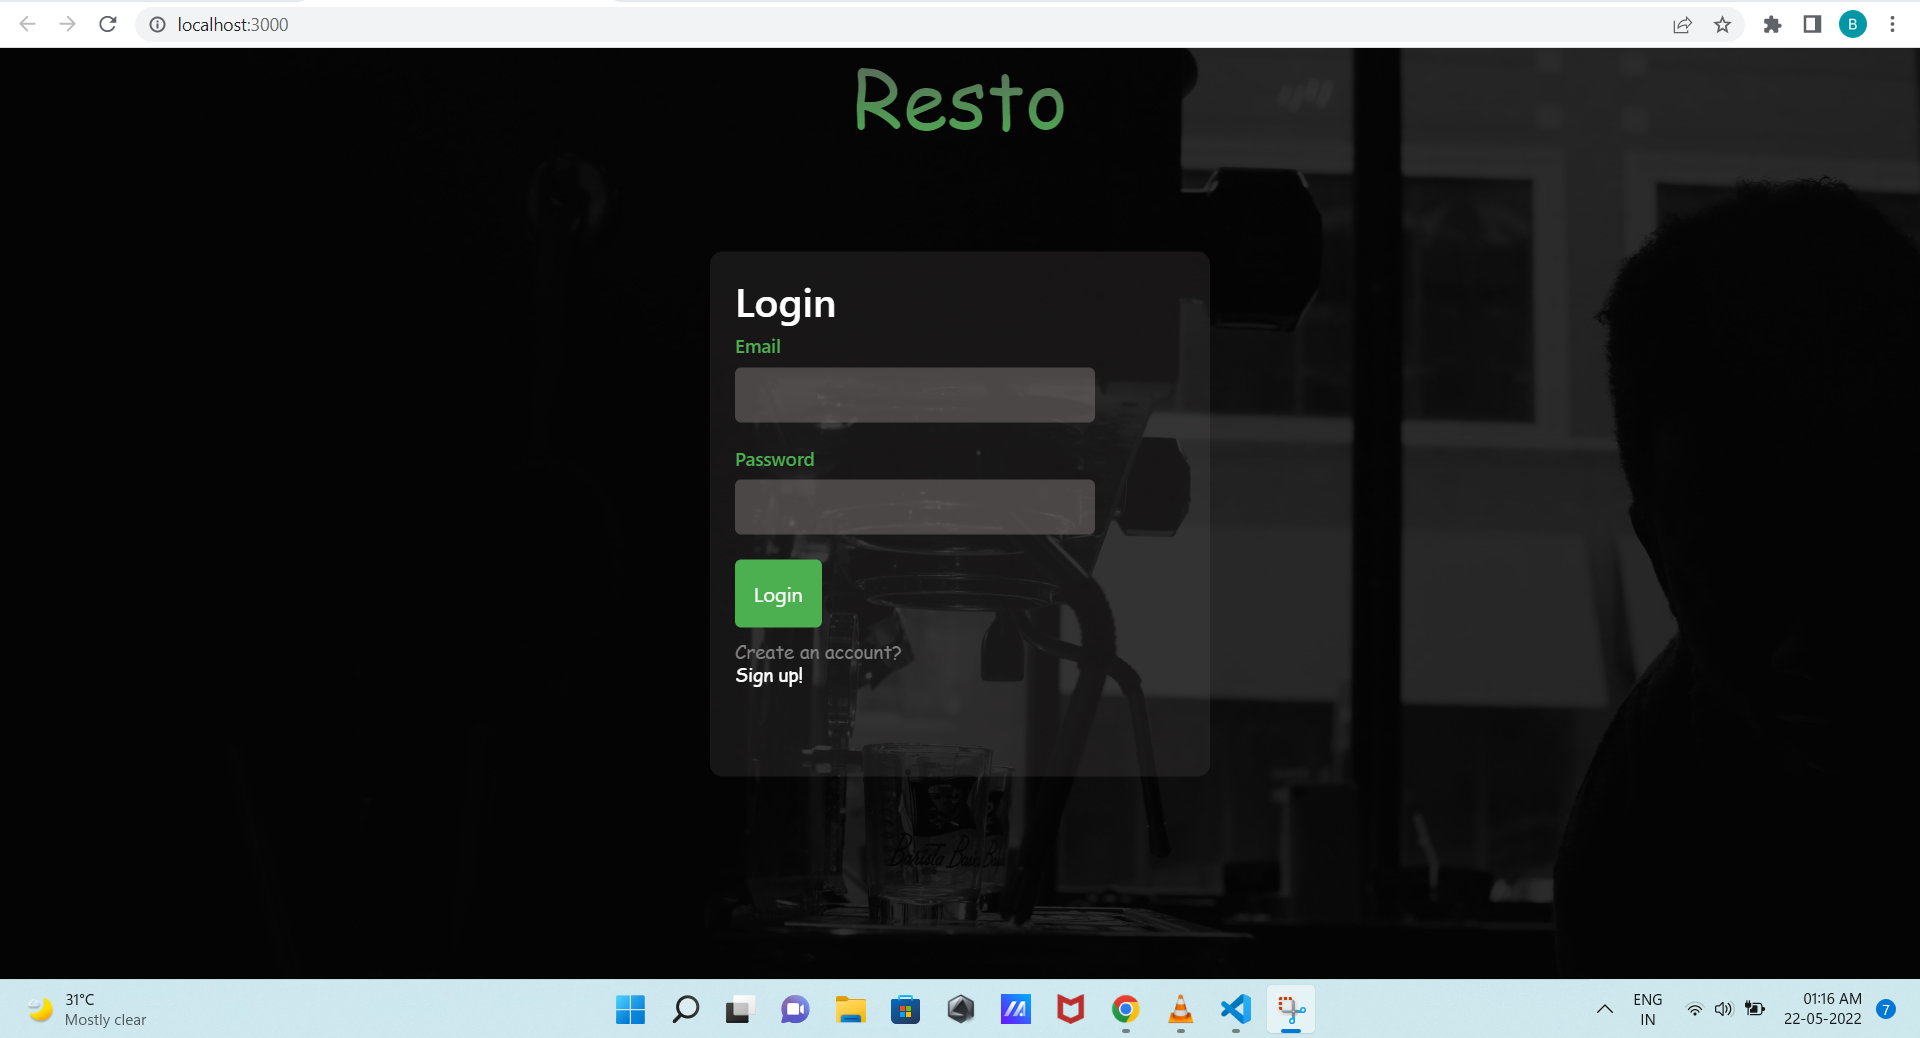 localhost:3000
B
Resto
Login
Email
Password
Login
Create an account?
Sign up!
Barista
31°C
Mostly clear
ENG
IN
01:16 AM
22-05-2022
7